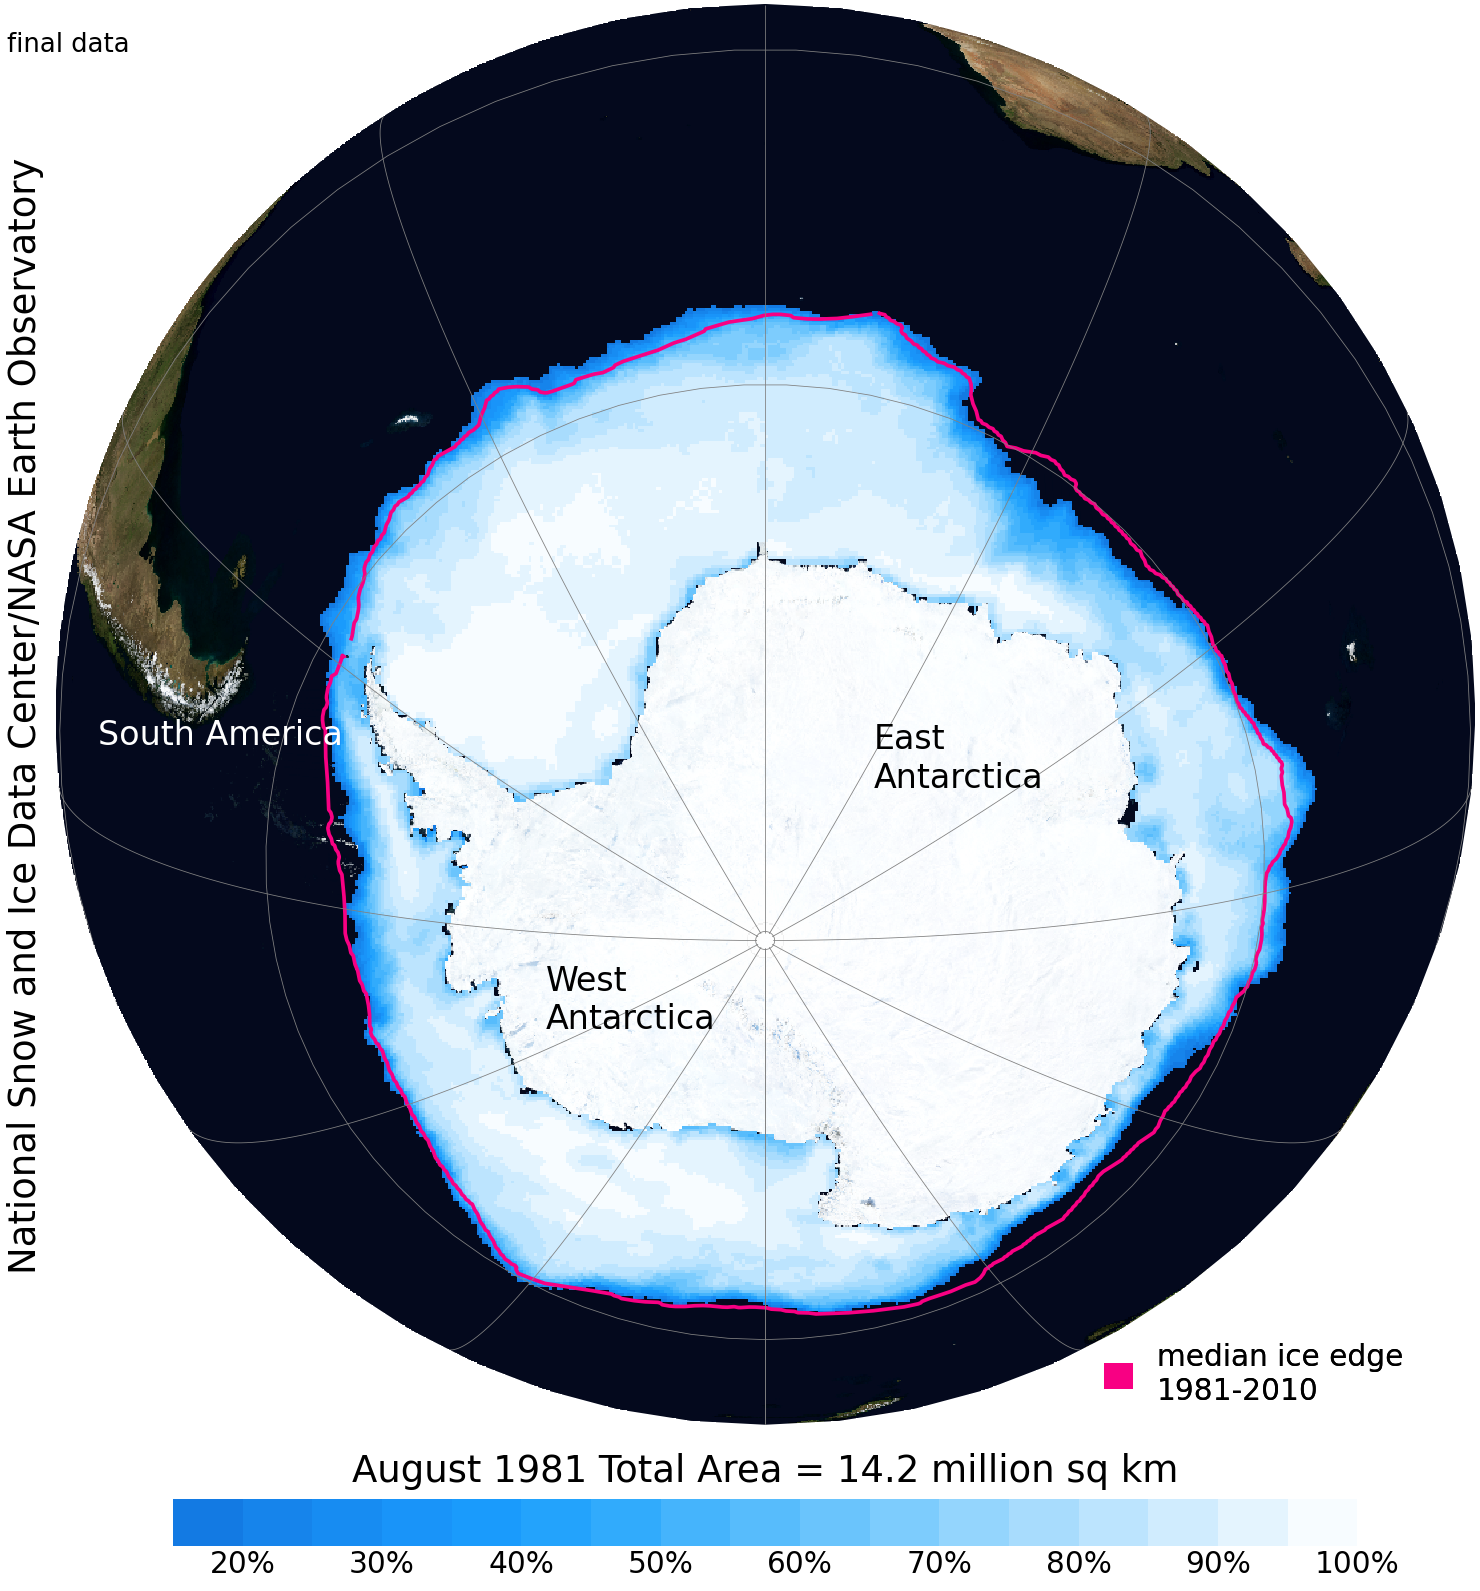 final data
National Snow and Ice Data Center/NASA Earth Observatory
South America
East
Antarctica
West
Antarctica
median ice edge
1981-2010
August 1981 Total Area = 14.2 million sq km
20% 30% 40% 50% 60% 70% 80% 90% 100%